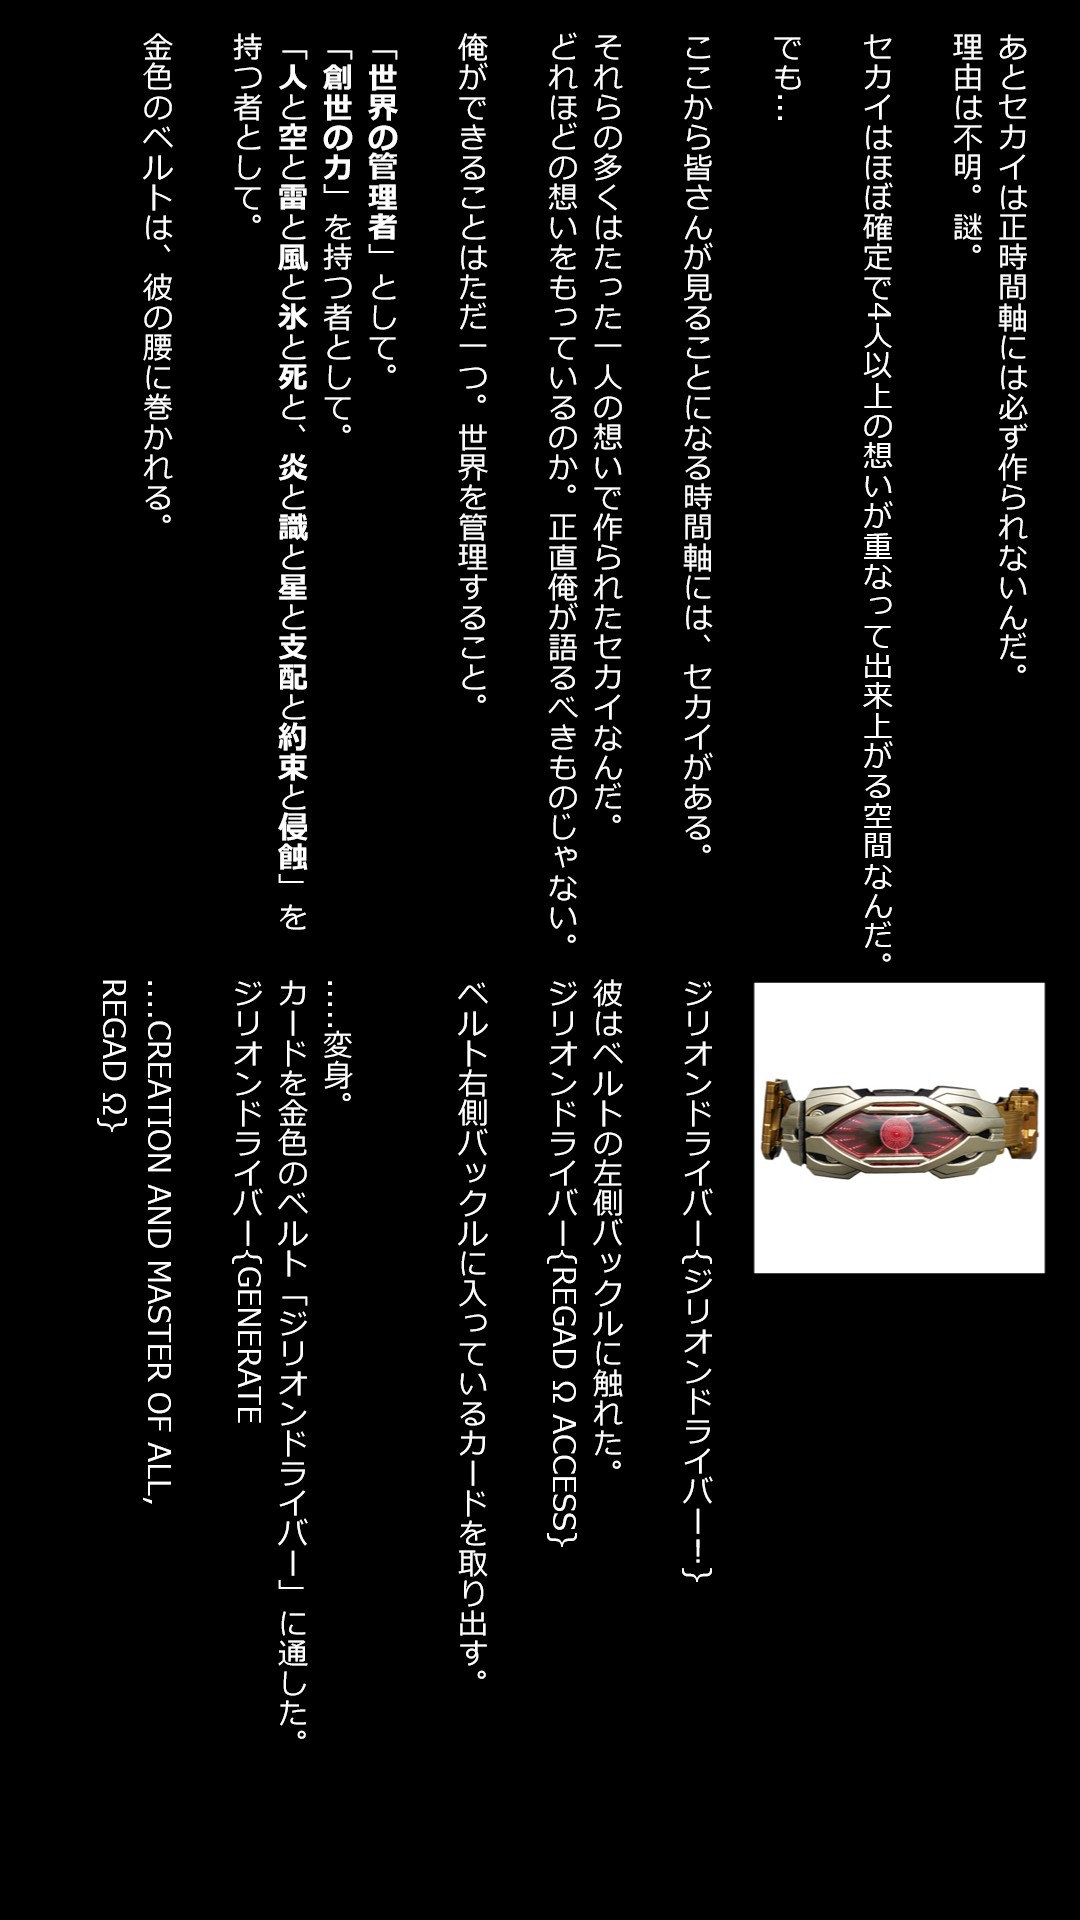 あとセカイは正時間軸には必ず作られないんだ。
理由は不明。謎。
セカイはほぼ確定で4人以上の想いが重なって出来上がる空間なんだ。
でも…
ここから皆さんが見ることになる時間軸には、セカイがある。
それらの多くはたった一人の想いで作られたセカイなんだ。
どれほどの想いをもっているのか。正直俺が語るべきものじゃない。
俺ができることはただ一つ。世界を管理すること。
「世界の管理者」として。
「創世の力」を持つ者として。
「人と空と雷と風と氷と死と、炎と識と星と支配と約束と侵蝕」を
持つ者として。
金色のベルトは、彼の腰に巻かれる。
ジリオンドライバー{ジリオンドライバー!}
彼はベルトの左側バックルに触れた。
ジリオンドライバー{REGAD Ω ACCESS}
ベルト右側バックルに入っているカードを取り出す。
……変身。
カードを金色のベルト「ジリオンドライバー」に通した。
ジリオンドライバー{GENERATE
….CREATION AND MASTER OF ALL,
REGAD Ω}